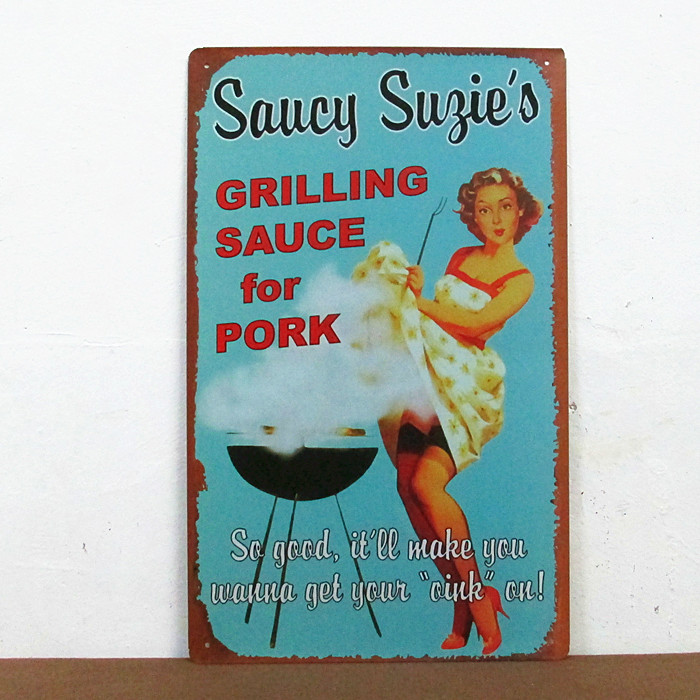 Saucy Suzie's
GRILLING
SAUCE
for
PORK
So good, it'll make you
wanna get your "oink" on!